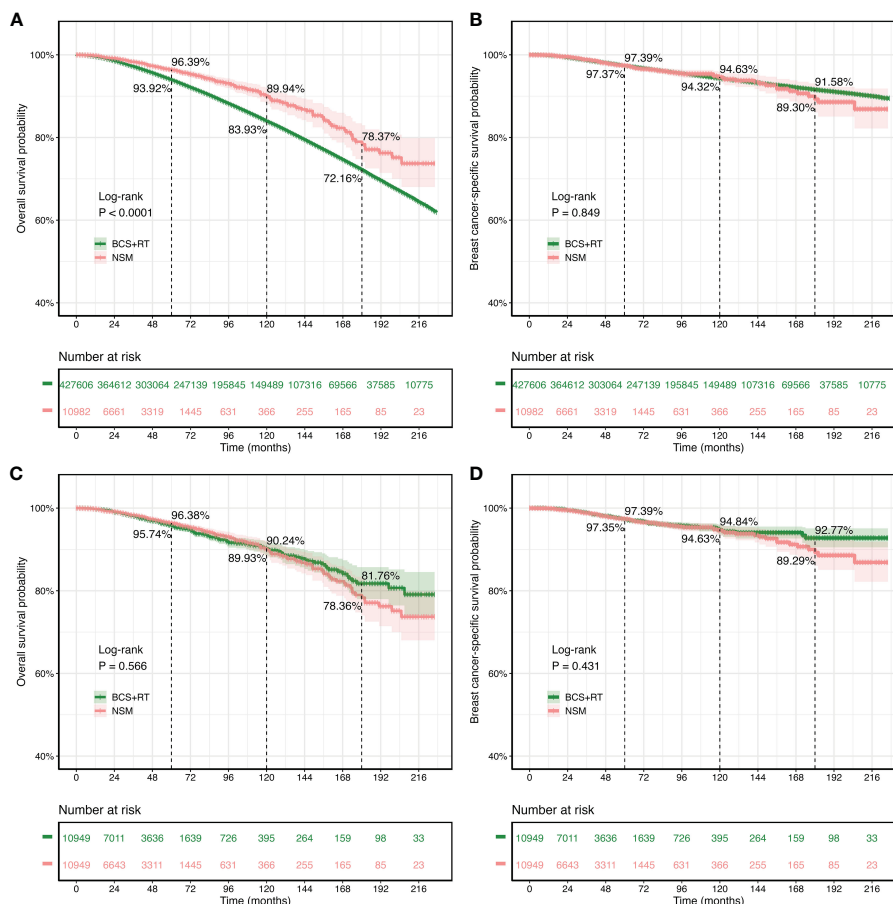 A
Overall survival probability
100%
80%
60%
40%
96.39%
93.92%
89.94%
83.93%
78.37%
72.16%
Log-rank
P < 0.0001
BCS+RT
NSM
0 24 48 72 96 120 144 168 192 216
Number at risk
427606 364612 303064 247139 195845 149489 107316 69566 37585 10775
10982 6661 3319 1445 631 366 255 165 85 23
0 24 48 72 96 120 144 168 192 216
Time (months)
B
Breast cancer-specific survival probability
100%
80%
60%
40%
97.39%
97.37%
94.63%
94.32%
91.58%
89.30%
Log-rank
P = 0.849
BCS+RT
NSM
0 24 48 72 96 120 144 168 192 216
Number at risk
427606 364612 303064 247139 195845 149489 107316 69566 37585 10775
10982 6661 3319 1445 631 366 255 165 85 23
0 24 48 72 96 120 144 168 192 216
Time (months)
C
Overall survival probability
100%
80%
60%
40%
96.38%
95.74%
90.24%
89.93%
81.76%
78.36%
Log-rank
P = 0.566
BCS+RT
NSM
0 24 48 72 96 120 144 168 192 216
Number at risk
10949 7011 3636 1639 726 395 264 159 98 33
10949 6643 3311 1445 631 366 255 165 85 23
0 24 48 72 96 120 144 168 192 216
Time (months)
D
Breast cancer-specific survival probability
100%
80%
60%
40%
97.39%
97.35%
94.84%
94.63%
92.77%
89.29%
Log-rank
P = 0.431
BCS+RT
NSM
0 24 48 72 96 120 144 168 192 216
Number at risk
10949 7011 3636 1639 726 395 264 159 98 33
10949 6643 3311 1445 631 366 255 165 85 23
0 24 48 72 96 120 144 168 192 216
Time (months)